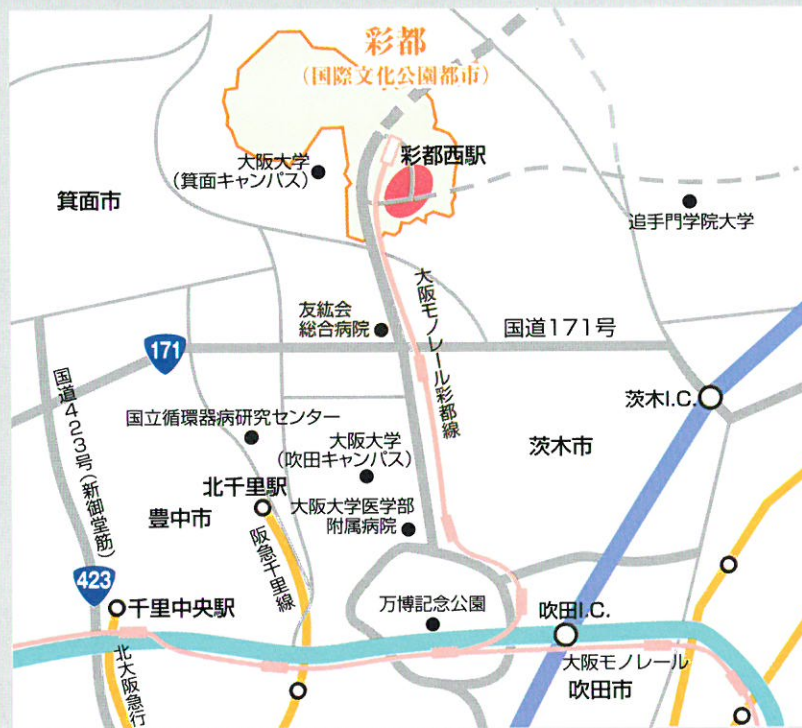 彩都
(国際文化公園都市)
彩都西駅
大阪大学
(箕面キャンパス)
箕面市
追手門学院大学
大阪モノレール彩都線
友紘会
総合病院
国道171号
171
国道423号(新御堂筋)
茨木I.C.
国立循環器病研究センター
大阪大学
(吹田キャンパス)
茨木市
北千里駅
豊中市
大阪大学医学部
附属病院
阪急千里線
423
千里中央駅
万博記念公園
吹田I.C.
大阪モノレール
吹田市
北大阪急行